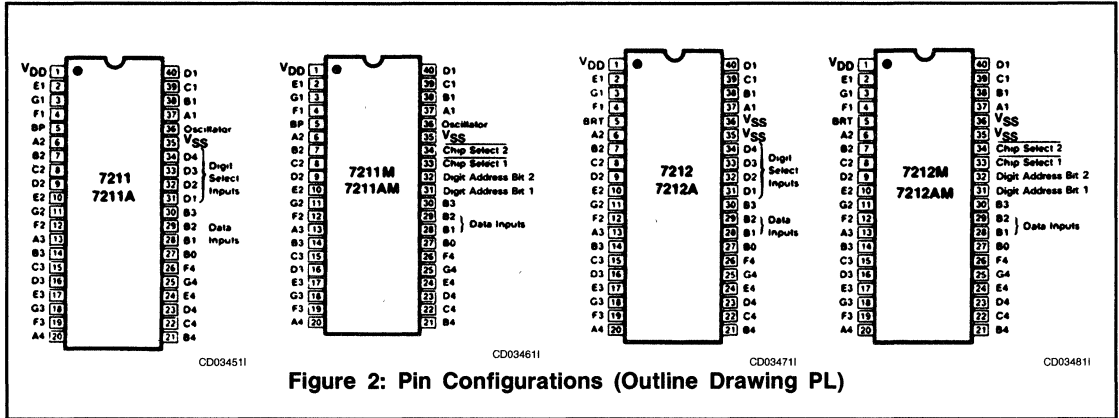 VDD 1 40 D1
E1 2 39 C1
G1 3 38 B1
F1 4 37 A1
BP 5 36 Oscillator
A2 6 35 VSS
B2 7 34 D4
C2 8 33 D3 Digit
D2 9 32 D2 Select
E2 10 31 D1 Inputs
G2 11 30 B3
F2 12 29 B2 Data
A3 13 28 B1 Inputs
B3 14 27 B0
C3 15 26 F4
D3 16 25 G4
E3 17 24 E4
G3 18 23 D4
F3 19 22 C4
A4 20 21 B4
7211
7211A
CD03451I
VDD 1 40 D1
E1 2 39 C1
G1 3 38 B1
F1 4 37 A1
BP 5 36 Oscillator
A2 6 35 VSS
B2 7 34 Chip Select 2
C2 8 33 Chip Select 1
D2 9 32 Digit Address Bit 2
E2 10 31 Digit Address Bit 1
G2 11 30 B3
F2 12 29 B2
A3 13 28 B1 Data Inputs
B3 14 27 B0
C3 15 26 F4
D1 16 25 G4
E3 17 24 E4
G3 18 23 D4
F3 19 22 C4
A4 20 21 B4
7211M
7211AM
CD03461I
VDD 1 40 D1
E1 2 39 C1
G1 3 38 B1
F1 4 37 A1
BRT 5 36 VSS
A2 6 35 VSS
B2 7 34 D4
C2 8 33 D3 Digit
D2 9 32 D2 Select
E2 10 31 D1 Inputs
G2 11 30 B3
F2 12 29 B2 Data
A3 13 28 B1 Inputs
B3 14 27 B0
C3 15 26 F4
D3 16 25 G4
E3 17 24 E4
G3 18 23 D4
F3 19 22 C4
A4 20 21 B4
7212
7212A
CD03471I
VDD 1 40 D1
E1 2 39 C1
G1 3 38 B1
F1 4 37 A1
BRT 5 36 VSS
A2 6 35 VSS
B2 7 34 Chip Select 2
C2 8 33 Chip Select 1
D2 9 32 Digit Address Bit 2
E2 10 31 Digit Address Bit 1
G2 11 30 B3
F2 12 29 B2
A3 13 28 B1 Data Inputs
B3 14 27 B0
C3 15 26 F4
D3 16 25 G4
E3 17 24 E4
G3 18 23 D4
F3 19 22 C4
A4 20 21 B4
7212M
7212AM
CD03481I
Figure 2: Pin Configurations (Outline Drawing PL)